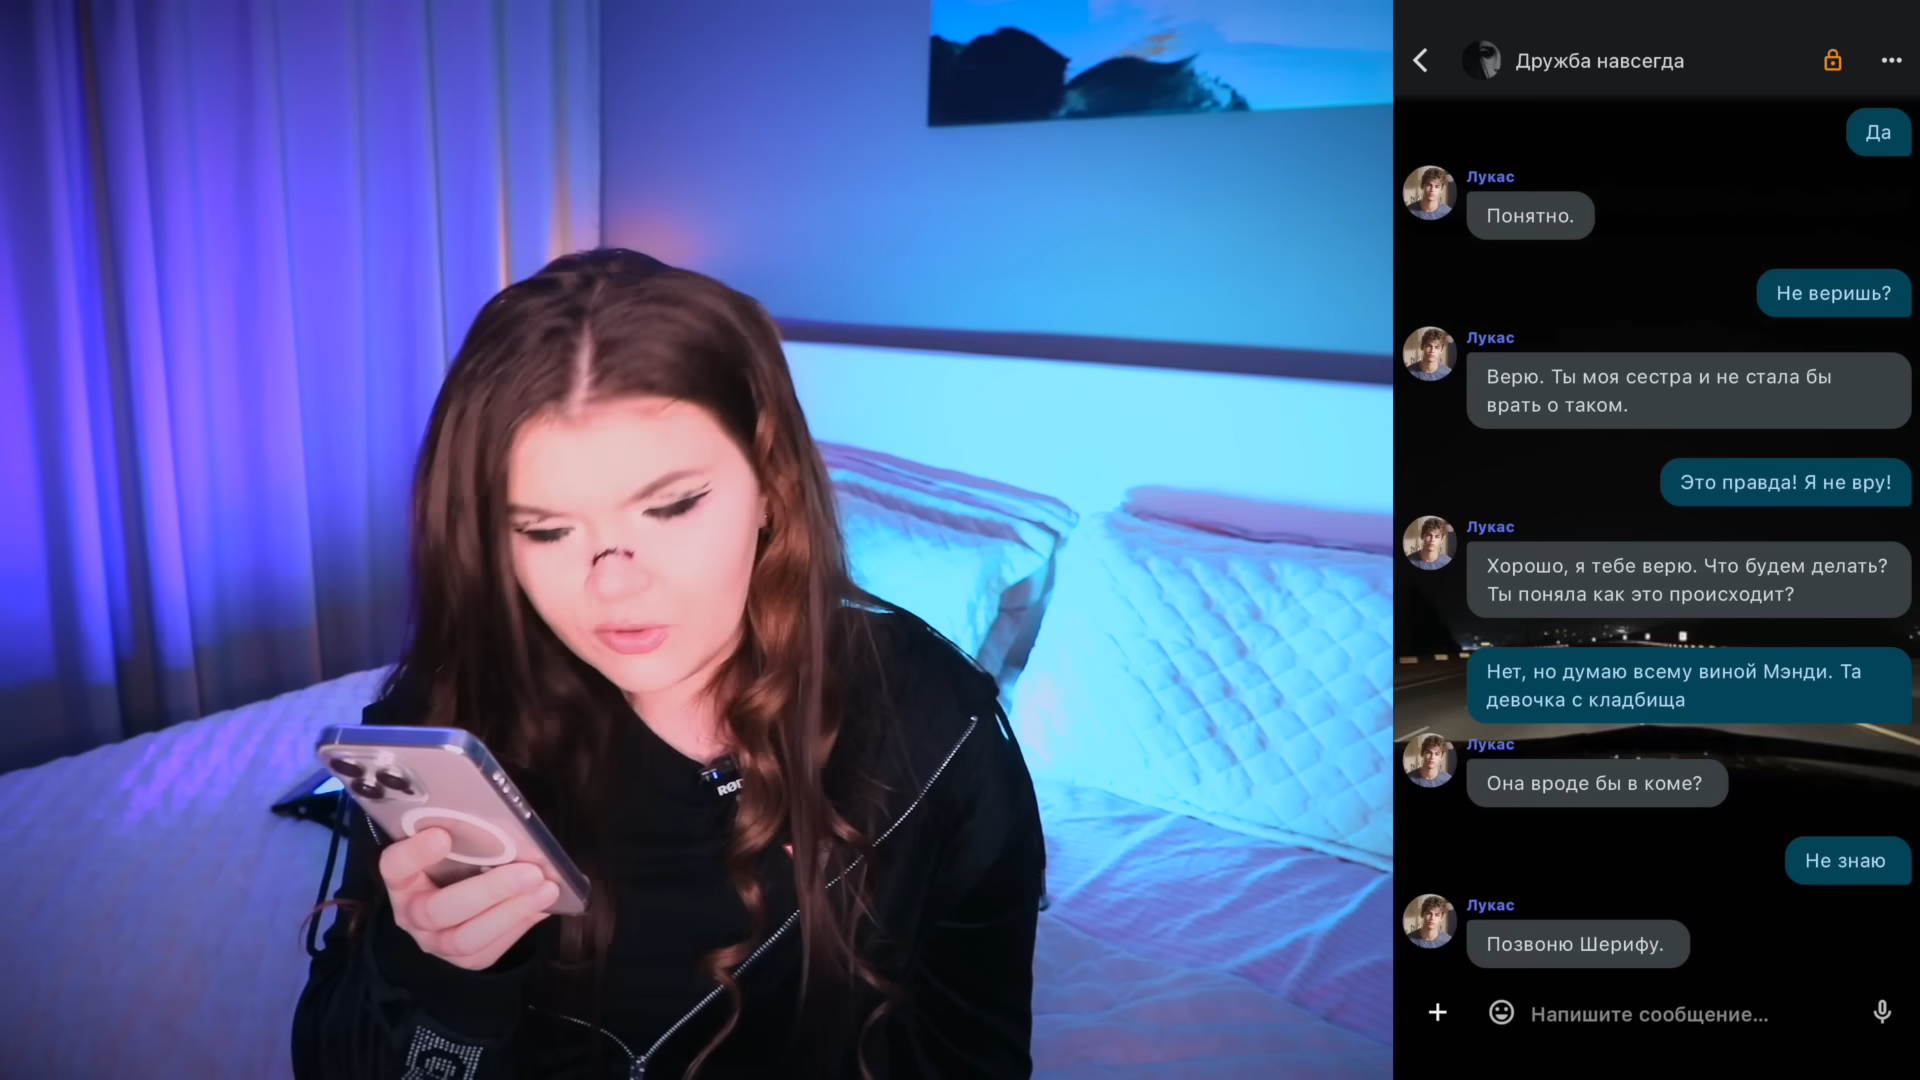 Дружба навсегда
Да
Лукас
Понятно.
Не веришь?
Лукас
Верю. Ты моя сестра и не стала бы
врать о таком.
Это правда! Я не вру!
Лукас
Хорошо, я тебе верю. Что будем делать?
Ты поняла как это происходит?
Нет, но думаю всему виной Мэнди. Та
девочка с кладбища
Лукас
Она вроде бы в коме?
Не знаю
Лукас
Позвоню Шерифу.
Напишите сообщение...